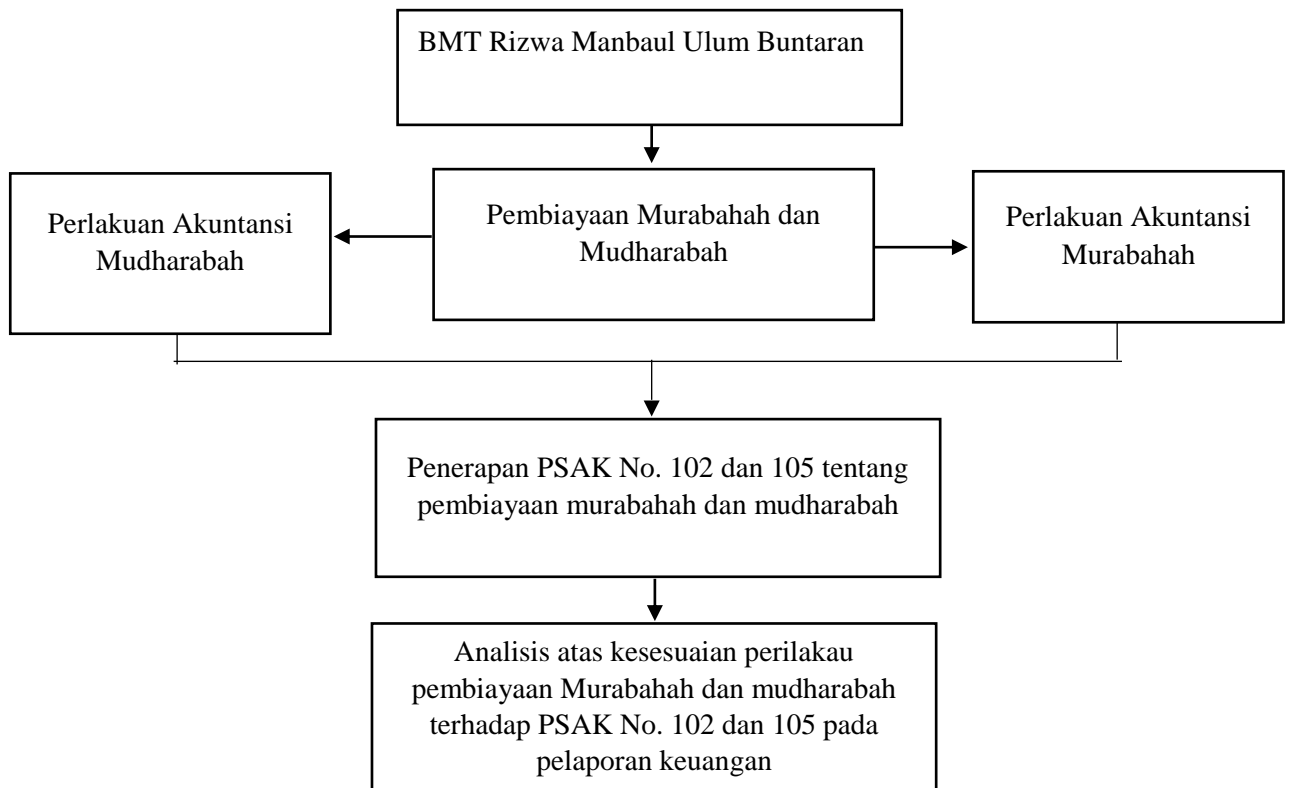 BMT Rizwa Manbaul Ulum Buntaran
Perlakuan Akuntansi
Mudharabah
Pembiayaan Murabahah dan
Mudharabah
Perlakuan Akuntansi
Murabahah
Penerapan PSAK No. 102 dan 105 tentang
pembiayaan murabahah dan mudharabah
Analisis atas kesesuaian perilakau
pembiayaan Murabahah dan mudharabah
terhadap PSAK No. 102 dan 105 pada
pelaporan keuangan